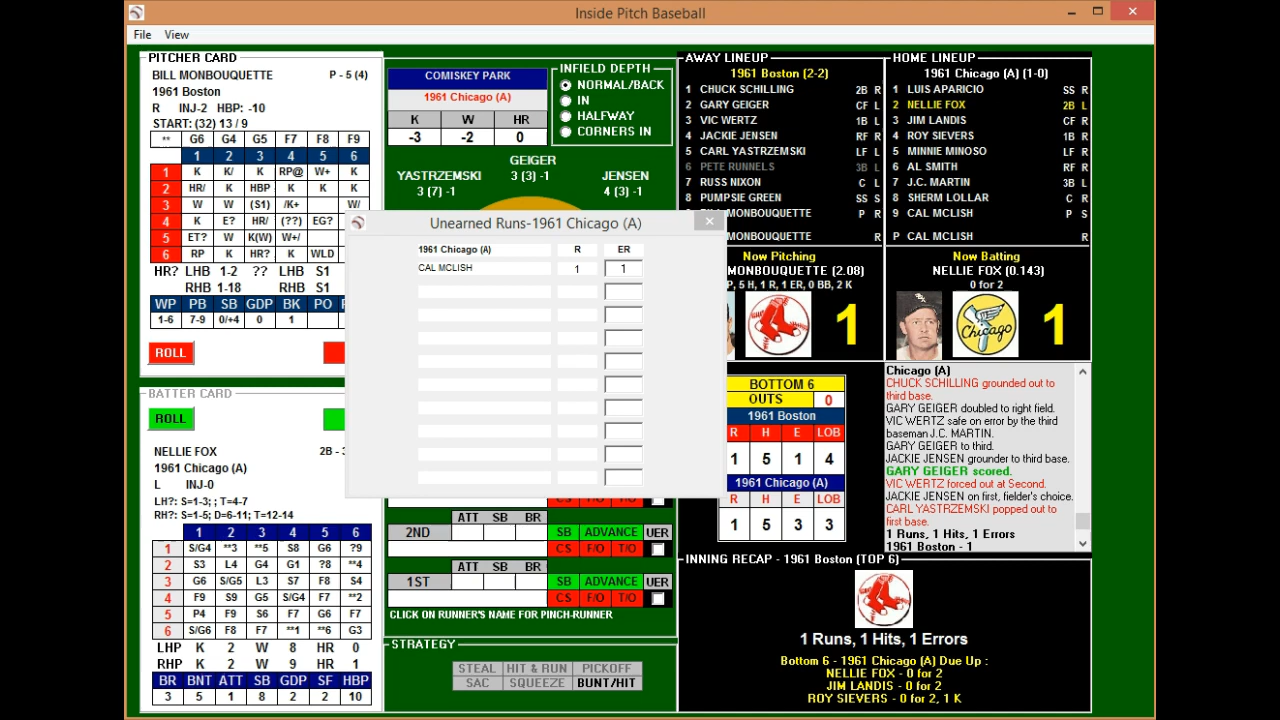 Inside Pitch Baseball
File View
PITCHER CARD
BILL MONBOUQUETTE P - 5 (4)
1961 Boston
R INJ-2 HBP: -10
START: (32) 13 / 9
** G6 G4 G5 F7 F8 F9
1 2 3 4 5 6
1 K K/ K RP@ W+ K
2 HR/ K HBP K K K
3 W W (S1) /K+ W/
4 K E? HR/ (??) EG?
5 ET? W K(W) W+/
6 RP K HR? K WLD
HR? LHB 1-2 ?? LHB S1
RHB 1-18 RHB S1
WP PB SB GDP BK PO
1-6 7-9 0/+4 0 1
ROLL
BATTER CARD
ROLL
NELLIE FOX 2B -
1961 Chicago (A)
L INJ-0
LH?: S=1-3; ; T=4-7
RH?: S=1-5; D=6-11; T=12-14
1 2 3 4 5 6
1 S/G4 **3 **5 S8 G6 ?9
2 S3 L4 G4 L1 ?8 **4
3 G6 S/G5 L3 S7 F8 S4
4 F9 S9 G5 S/G4 F7 **2
5 P4 F9 S6 F7 G6 F7
6 S/G6 F8 F7 **1 **6 G3
LHP K 2 W 8 HR 0
RHP K 2 W 9 HR 1
BR BNT ATT SB GDP SF HBP
3 5 1 8 2 2 10
COMISKEY PARK
1961 Chicago (A)
K W HR
-3 -2 0
INFIELD DEPTH
NORMAL/BACK
IN
HALFWAY
CORNERS IN
GEIGER
3 (3) -1
YASTRZEMSKI
3 (7) -1
JENSEN
4 (3) -1
Unearned Runs-1961 Chicago (A)
1961 Chicago (A) R ER
CAL MCLISH 1 1
CS F/O T/O
ATT SB BR
2ND SB ADVANCE UER
CS F/O T/O
ATT SB BR
1ST SB ADVANCE UER
CS F/O T/O
CLICK ON RUNNER'S NAME FOR PINCH-RUNNER
STRATEGY
STEAL HIT & RUN PICKOFF
SAC SQUEEZE BUNT/HIT
AWAY LINEUP
1961 Boston (2-2)
1 CHUCK SCHILLING 2B R
2 GARY GEIGER CF L
3 VIC WERTZ 1B L
4 JACKIE JENSEN RF R
5 CARL YASTRZEMSKI LF L
6 PETE RUNNELS 3B L
7 RUSS NIXON C L
8 PUMPSIE GREEN SS S
MONBOUQUETTE P R
MONBOUQUETTE R
HOME LINEUP
1961 Chicago (A) (1-0)
1 LUIS APARICIO SS R
2 NELLIE FOX 2B L
3 JIM LANDIS CF R
4 ROY SIEVERS 1B R
5 MINNIE MINOSO LF R
6 AL SMITH RF R
7 J.C. MARTIN 3B L
8 SHERM LOLLAR C R
9 CAL MCLISH P S
P CAL MCLISH R
Now Pitching
MONBOUQUETTE (2.08)
P, 5 H, 1 R, 1 ER, 0 BB, 2 K
1
Now Batting
NELLIE FOX (0.143)
0 for 2
Chicago
1
BOTTOM 6
OUTS 0
1961 Boston
R H E LOB
1 5 1 4
1961 Chicago (A)
R H E LOB
1 5 3 3
Chicago (A)
CHUCK SCHILLING grounded out to
third base.
GARY GEIGER doubled to right field.
VIC WERTZ safe on error by the third
baseman J.C. MARTIN.
GARY GEIGER to third.
JACKIE JENSEN grounder to third base.
GARY GEIGER scored.
VIC WERTZ forced out at Second.
JACKIE JENSEN on first, fielder's choice.
CARL YASTRZEMSKI popped out to
first base.
1 Runs, 1 Hits, 1 Errors
1961 Boston - 1
INNING RECAP - 1961 Boston (TOP 6)
1 Runs, 1 Hits, 1 Errors
Bottom 6 - 1961 Chicago (A) Due Up :
NELLIE FOX - 0 for 2
JIM LANDIS - 0 for 2
ROY SIEVERS - 0 for 2, 1 K